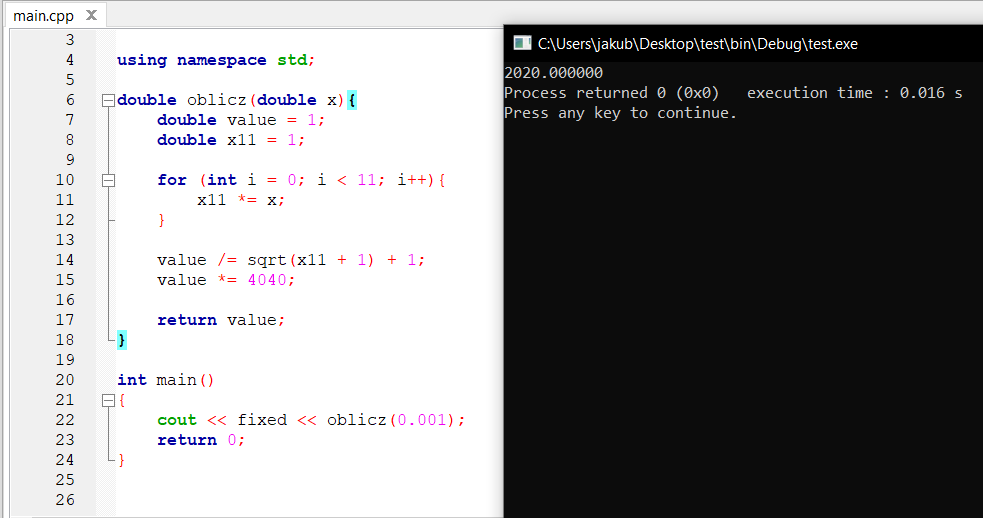 main.cpp X
3
4 using namespace std;
5
6 double oblicz(double x){
7 double value = 1;
8 double x11 = 1;
9
10 for (int i = 0; i < 11; i++){
11 x11 *= x;
12 }
13
14 value /= sqrt(x11 + 1) + 1;
15 value *= 4040;
16
17 return value;
18 }
19
20 int main()
21 {
22 cout << fixed << oblicz(0.001);
23 return 0;
24 }
25
26
C:\Users\jakub\Desktop\test\bin\Debug\test.exe
2020.000000
Process returned 0 (0x0)   execution time : 0.016 s
Press any key to continue.